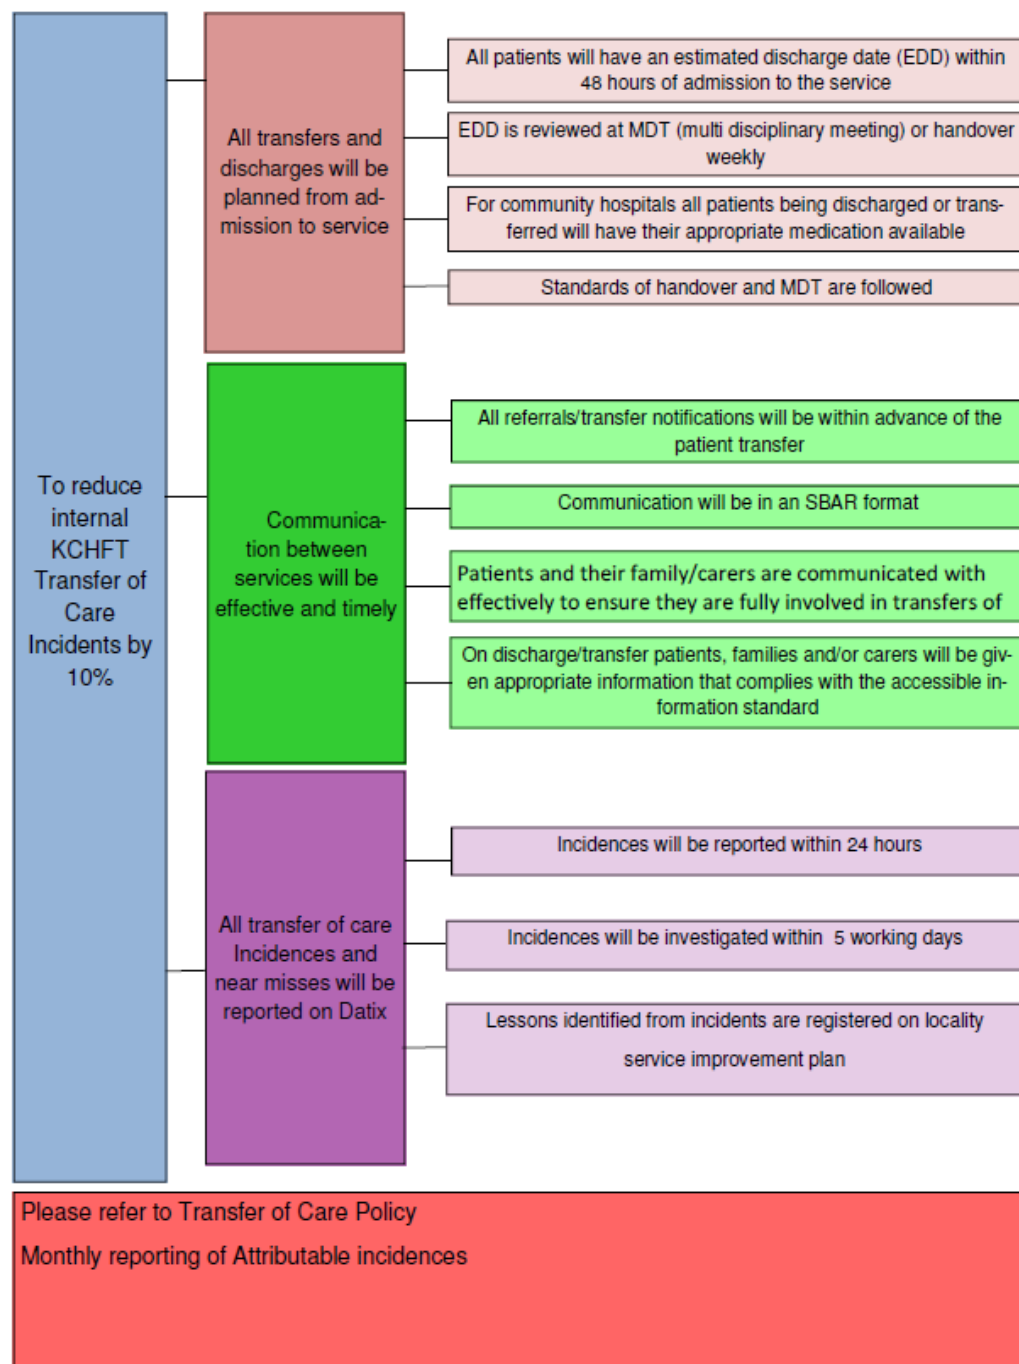 To reduce
internal
KCHFT
Transfer of
Care
Incidents by
10%
All transfers and
discharges will be
planned from ad-
mission to service
All patients will have an estimated discharge date (EDD) within
48 hours of admission to the service
EDD is reviewed at MDT (multi disciplinary meeting) or handover
weekly
For community hospitals all patients being discharged or trans-
ferred will have their appropriate medication available
Standards of handover and MDT are followed
Communica-
tion between
services will be
effective and timely
All referrals/transfer notifications will be within advance of the
patient transfer
Communication will be in an SBAR format
Patients and their family/carers are communicated with
effectively to ensure they are fully involved in transfers of
On discharge/transfer patients, families and/or carers will be giv-
en appropriate information that complies with the accessible in-
formation standard
All transfer of care
Incidences and
near misses will be
reported on Datix
Incidences will be reported within 24 hours
Incidences will be investigated within 5 working days
Lessons identified from incidents are registered on locality
service improvement plan
Please refer to Transfer of Care Policy
Monthly reporting of Attributable incidences